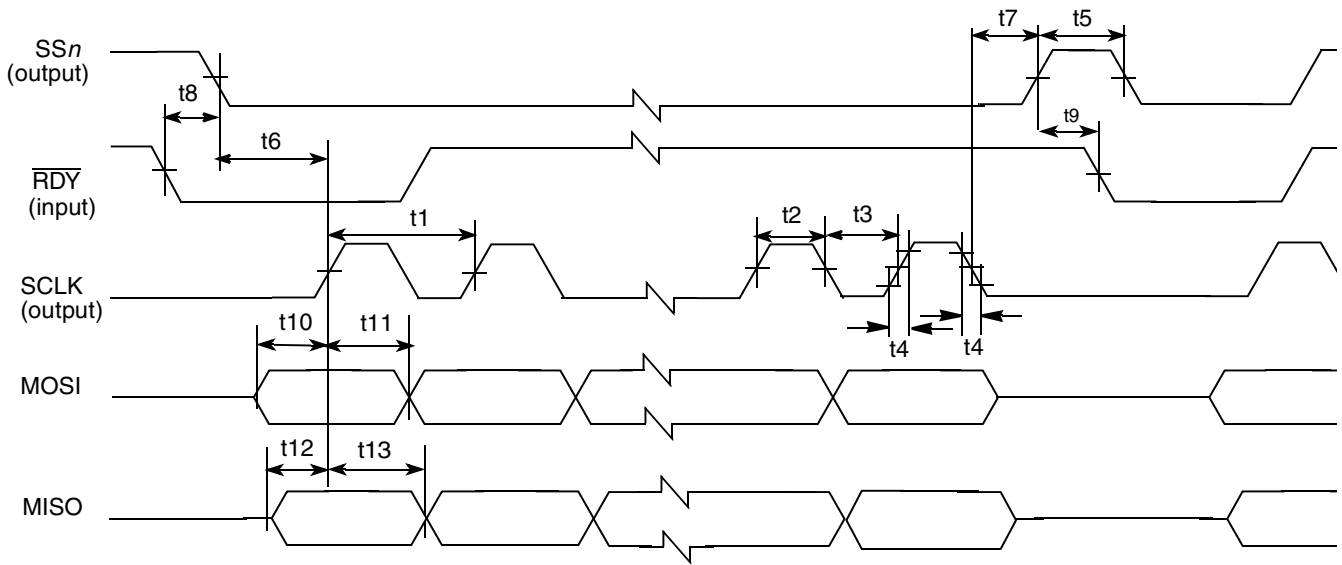 t7 t5
SSn
(output)
t8
t6
t9
R̅D̅Y̅
(input)
t1
t2 t3
SCLK
(output)
t10 t11
t4 t4
MOSI
t12 t13
MISO